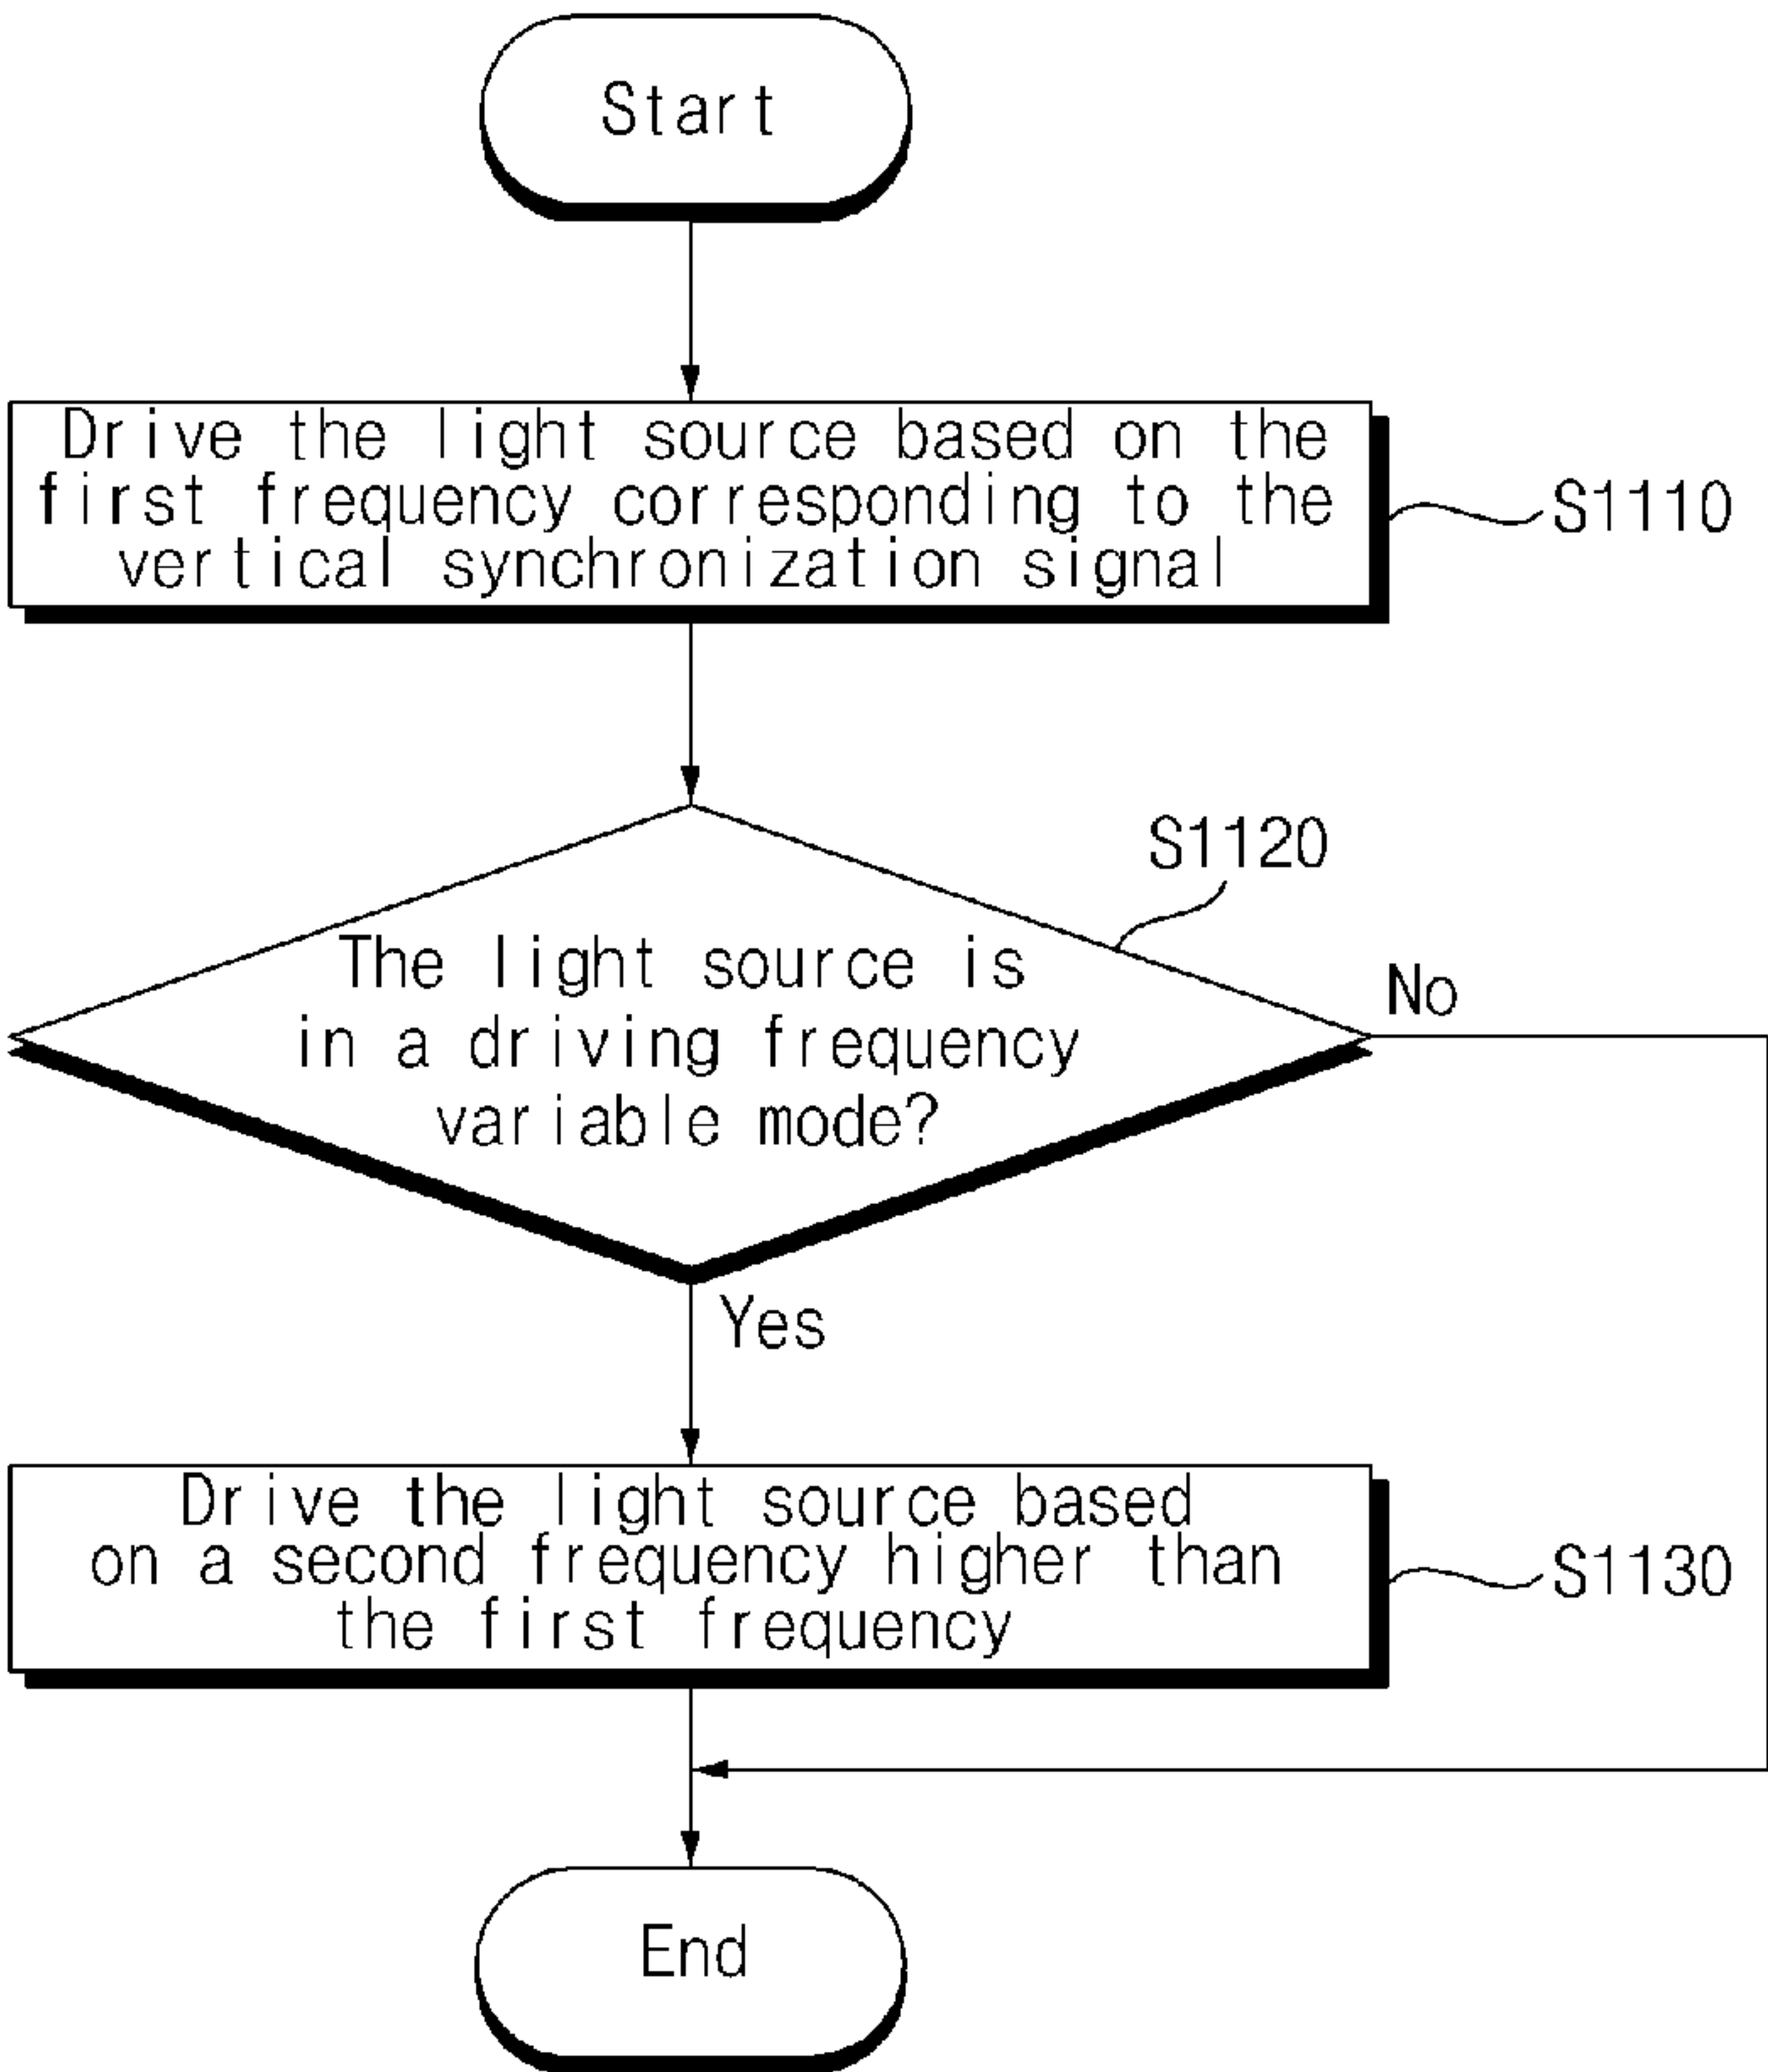 Start
Drive the light source based on the
first frequency corresponding to the
vertical synchronization signal
S1110
S1120
The light source is
in a driving frequency
variable mode?
No
Yes
Drive the light source based
on a second frequency higher than
the first frequency
S1130
End